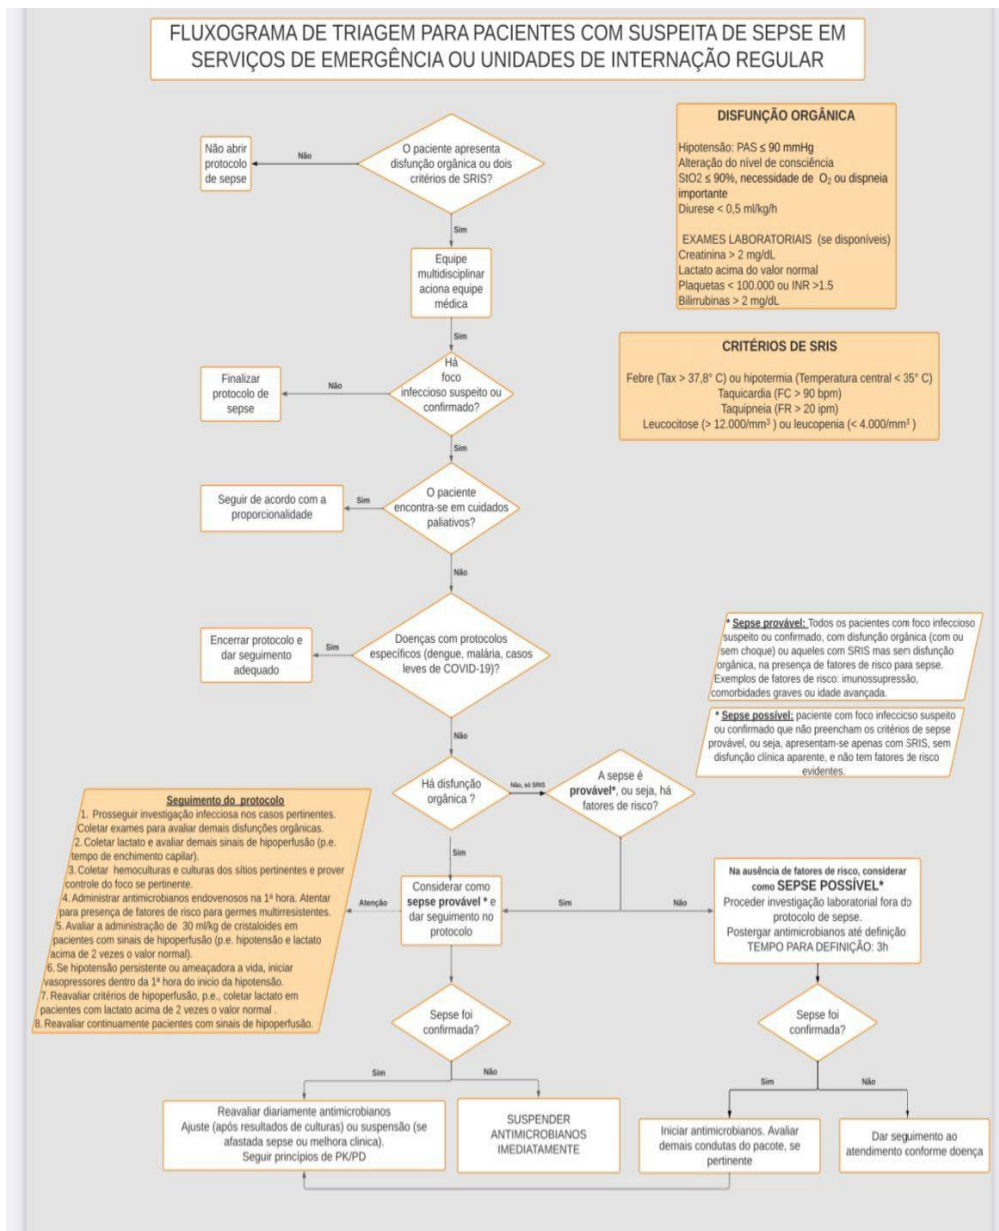 FLUXOGRAMA DE TRIAGEM PARA PACIENTES COM SUSPEITA DE SEPSE EM
SERVIÇOS DE EMERGÊNCIA OU UNIDADES DE INTERNAÇÃO REGULAR
DISFUNÇÃO ORGÂNICA
Hipotensão: PAS ≤ 90 mmHg
Alteração do nível de consciência
StO2 ≤ 90%, necessidade de O₂ ou dispneia
importante
Diurese < 0,5 ml/kg/h
EXAMES LABORATORIAIS (se disponíveis)
Creatinina > 2 mg/dL
Lactato acima do valor normal
Plaquetas < 100.000 ou INR >1.5
Bilirrubinas > 2 mg/dL
O paciente apresenta
disfunção orgânica ou dois
critérios de SRIS?
Não
Não abrir
protocolo
de sepse
Sim
Equipe
multidisciplinar
aciona equipe
médica
Sim
CRITÉRIOS DE SRIS
Febre (Tax > 37,8° C) ou hipotermia (Temperatura central < 35° C)
Taquicardia (FC > 90 bpm)
Taquipneia (FR > 20 ipm)
Leucocitose (> 12.000/mm³ ) ou leucopenia (< 4.000/mm³ )
Há
foco
infeccioso suspeito ou
confirmado?
Não
Finalizar
protocolo de
sepse
Sim
O paciente
encontra-se em cuidados
paliativos?
Sim
Seguir de acordo com a
proporcionalidade
Não
Doenças com protocolos
específicos (dengue, malária, casos
leves de COVID-19)?
Sim
Encerrar protocolo e
dar seguimento
adequado
Não
* Sepse provável: Todos os pacientes com foco infeccioso
suspeito ou confirmado, com disfunção orgânica (com ou
sem choque) ou aqueles com SRIS mas sem disfunção
orgânica, na presença de fatores de risco para sepse.
Exemplos de fatores de risco: imunossupressão,
comorbidades graves ou idade avançada.
* Sepse possível: paciente com foco infeccioso suspeito
ou confirmado que não preencham os critérios de sepse
provável, ou seja, apresentam-se apenas com SRIS, sem
disfunção clínica aparente, e não tem fatores de risco
evidentes.
Há disfunção
orgânica ?
Não, só SRIS
A sepse é
provável*, ou seja, há
fatores de risco?
Sim
Sim
Não
Seguimento do protocolo
1. Prosseguir investigação infecciosa nos casos pertinentes.
Coletar exames para avaliar demais disfunções orgânicas.
2. Coletar lactato e avaliar demais sinais de hipoperfusão (p.e.
tempo de enchimento capilar).
3. Coletar hemoculturas e culturas dos sítios pertinentes e prover
controle do foco se pertinente.
4. Administrar antimicrobianos endovenosos na 1ª hora. Atentar
para presença de fatores de risco para germes multirresistentes.
5. Avaliar a administração de 30 ml/kg de cristaloides em
pacientes com sinais de hipoperfusão (p.e. hipotensão e lactato
acima de 2 vezes o valor normal).
6. Se hipotensão persistente ou ameaçadora a vida, iniciar
vasopressores dentro da 1ª hora do inicio da hipotensão.
7. Reavaliar critérios de hipoperfusão, p.e., coletar lactato em
pacientes com lactato acima de 2 vezes o valor normal .
8. Reavaliar continuamente pacientes com sinais de hipoperfusão.
Atenção
Considerar como
sepse provável * e
dar seguimento no
protocolo
Na ausência de fatores de risco, considerar
como SEPSE POSSÍVEL*
Proceder investigação laboratorial fora do
protocolo de sepse.
Postergar antimicrobianos até definição
TEMPO PARA DEFINIÇÃO: 3h
Sepse foi
confirmada?
Sim
Não
Sepse foi
confirmada?
Sim
Não
Reavaliar diariamente antimicrobianos
Ajuste (após resultados de culturas) ou suspensão (se
afastada sepse ou melhora clinica).
Seguir princípios de PK/PD
SUSPENDER
ANTIMICROBIANOS
IMEDIATAMENTE
Iniciar antimicrobianos. Avaliar
demais condutas do pacote, se
pertinente
Dar seguimento ao
atendimento conforme doença